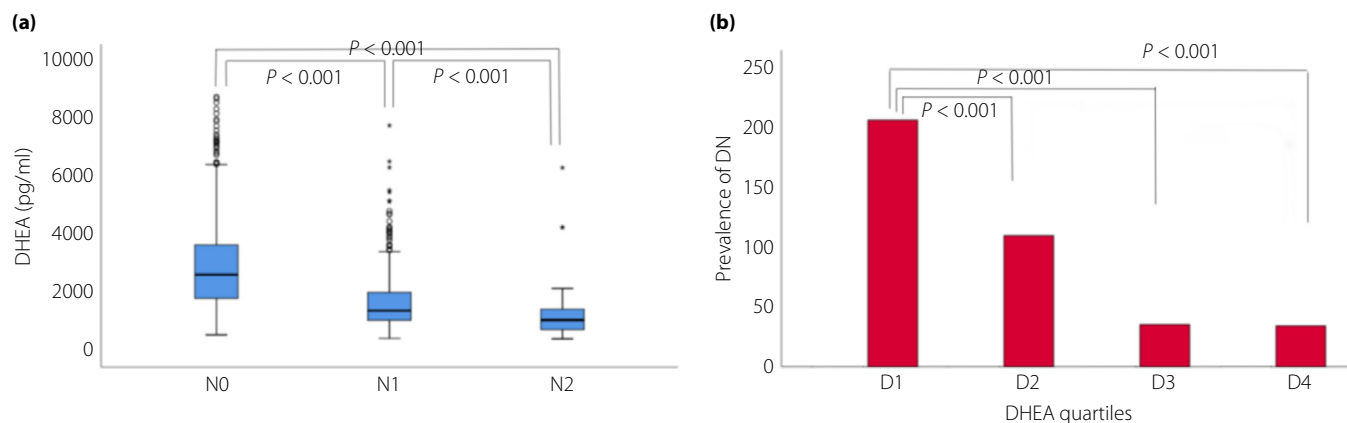 (a)
DHEA (pg/ml)
10000
8000
6000
4000
2000
0
P < 0.001
P < 0.001
P < 0.001
N0
N1
N2
(b)
Prevalence of DN
250
200
150
100
50
0
P < 0.001
P < 0.001
P < 0.001
D1
D2
D3
D4
DHEA quartiles